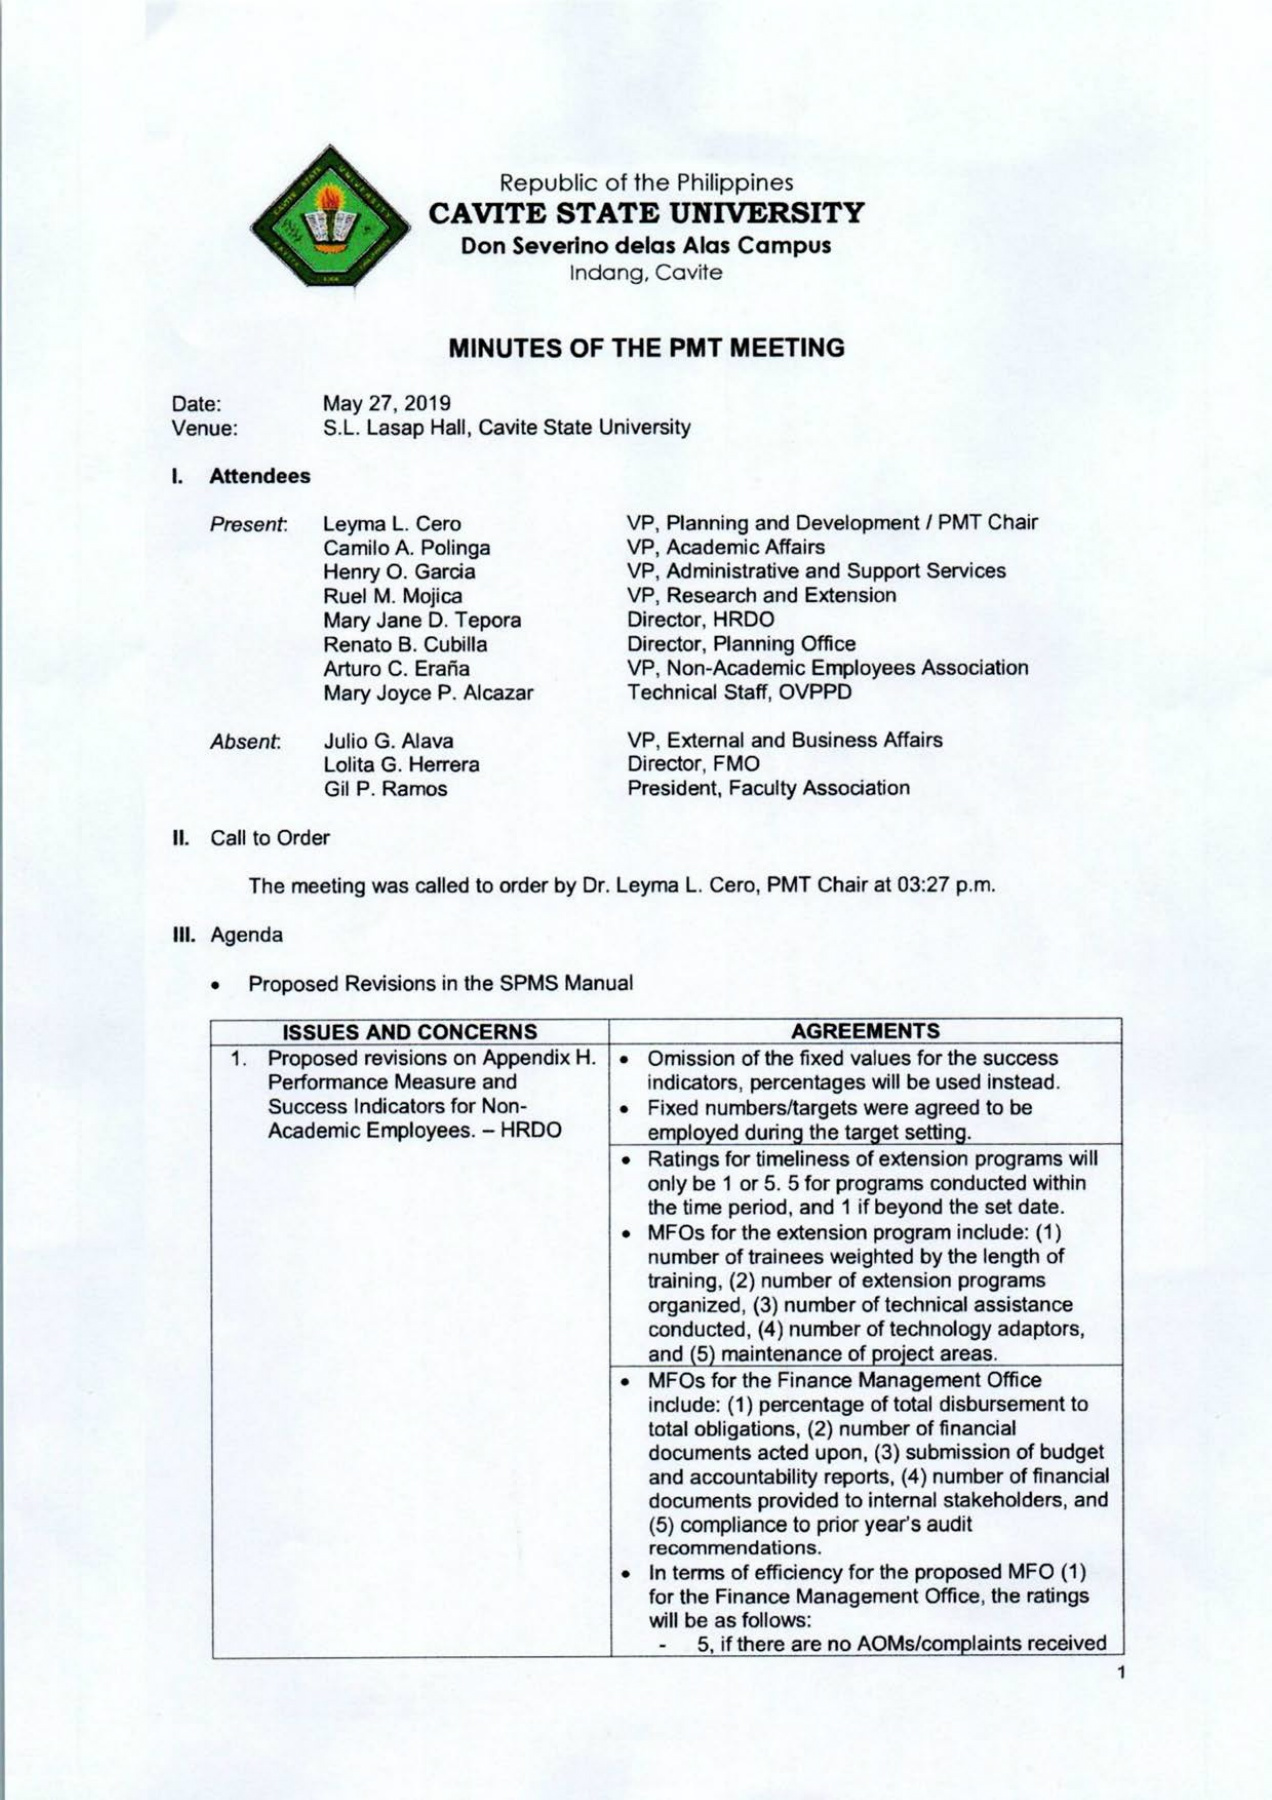 Republic of the Philippines
CAVITE STATE UNIVERSITY
Don Severino delas Alas Campus
Indang, Cavite
MINUTES OF THE PMT MEETING
Date: May 27, 2019
Venue: S.L. Lasap Hall, Cavite State University
I. Attendees
Present: Leyma L. Cero VP, Planning and Development / PMT Chair
Camilo A. Polinga VP, Academic Affairs
Henry O. Garcia VP, Administrative and Support Services
Ruel M. Mojica VP, Research and Extension
Mary Jane D. Tepora Director, HRDO
Renato B. Cubilla Director, Planning Office
Arturo C. Eraña VP, Non-Academic Employees Association
Mary Joyce P. Alcazar Technical Staff, OVPPD
Absent: Julio G. Alava VP, External and Business Affairs
Lolita G. Herrera Director, FMO
Gil P. Ramos President, Faculty Association
II. Call to Order
The meeting was called to order by Dr. Leyma L. Cero, PMT Chair at 03:27 p.m.
III. Agenda
• Proposed Revisions in the SPMS Manual
ISSUES AND CONCERNS
1. Proposed revisions on Appendix H.
Performance Measure and
Success Indicators for Non-
Academic Employees. – HRDO
AGREEMENTS
• Omission of the fixed values for the success
indicators, percentages will be used instead.
• Fixed numbers/targets were agreed to be
employed during the target setting.
• Ratings for timeliness of extension programs will
only be 1 or 5. 5 for programs conducted within
the time period, and 1 if beyond the set date.
• MFOs for the extension program include: (1)
number of trainees weighted by the length of
training, (2) number of extension programs
organized, (3) number of technical assistance
conducted, (4) number of technology adaptors,
and (5) maintenance of project areas.
• MFOs for the Finance Management Office
include: (1) percentage of total disbursement to
total obligations, (2) number of financial
documents acted upon, (3) submission of budget
and accountability reports, (4) number of financial
documents provided to internal stakeholders, and
(5) compliance to prior year's audit
recommendations.
• In terms of efficiency for the proposed MFO (1)
for the Finance Management Office, the ratings
will be as follows:
- 5, if there are no AOMs/complaints received
1